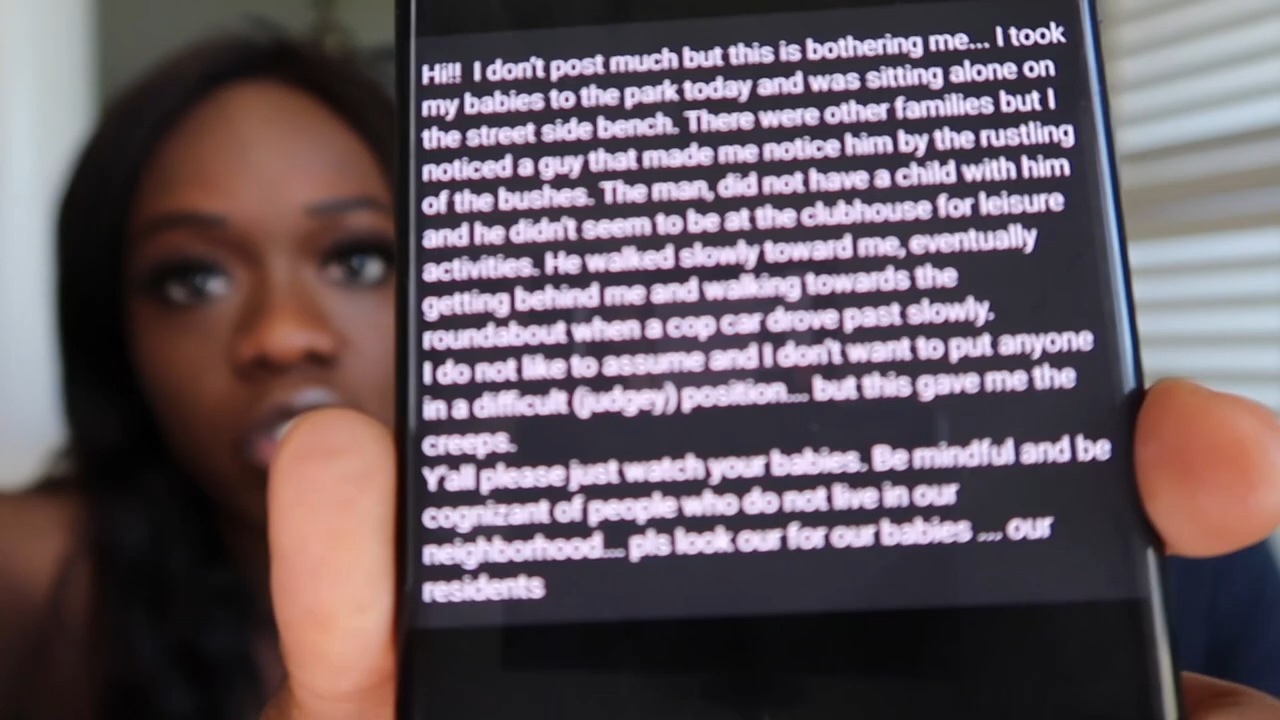 Hi!! I don't post much but this is bothering me... I took
my babies to the park today and was sitting alone on
the street side bench. There were other families but I
noticed a guy that made me notice him by the rustling
of the bushes. The man, did not have a child with him
and he didn't seem to be at the clubhouse for leisure
activities. He walked slowly toward me, eventually
getting behind me and walking towards the
roundabout when a cop car drove past slowly.
I do not like to assume and I don't want to put anyone
in a difficult (judgey) position... but this gave me the
creeps.
Y'all please just watch your babies. Be mindful and be
cognizant of people who do not live in our
neighborhood... pls look our for our babies ... our
residents